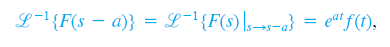 ℒ⁻¹{F(s − a)} = ℒ⁻¹{F(s)|ₛ→ₛ₋ₐ} = eᵃᵗf(t),